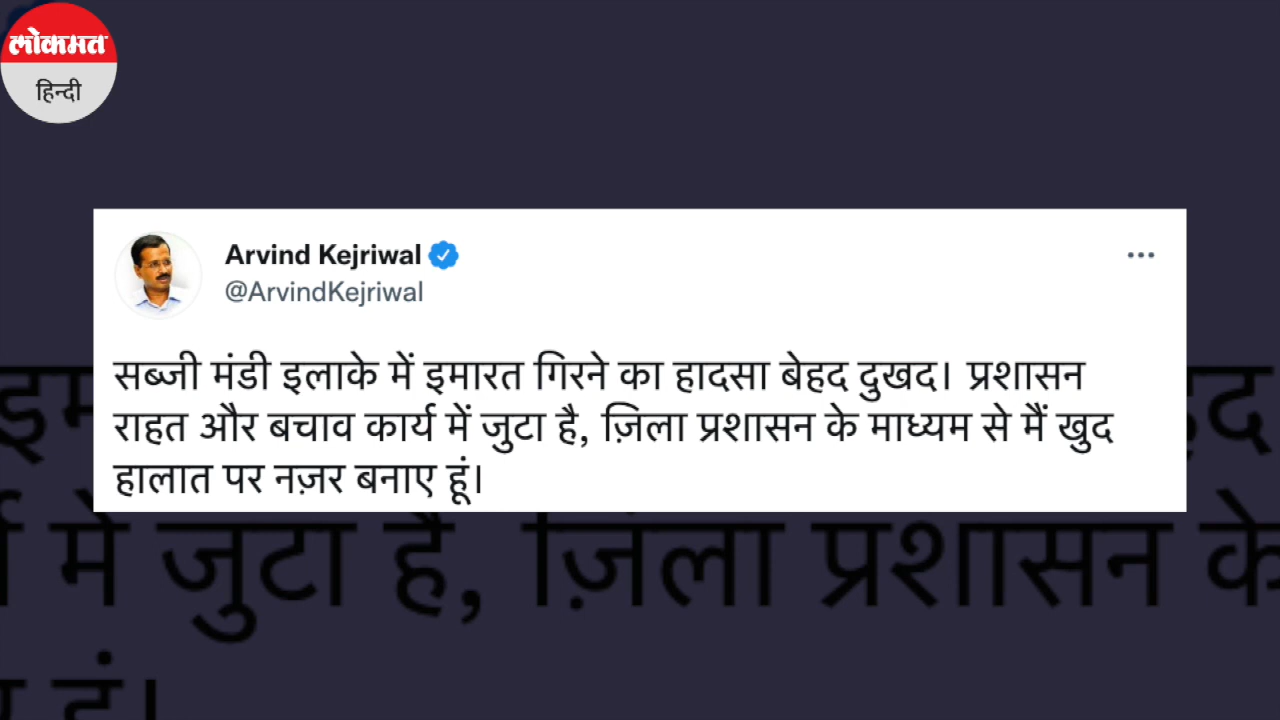 लोकमत
हिन्दी
Arvind Kejriwal
@ArvindKejriwal
सब्जी मंडी इलाके में इमारत गिरने का हादसा बेहद दुखद। प्रशासन
राहत और बचाव कार्य में जुटा है, ज़िला प्रशासन के माध्यम से मैं खुद
हालात पर नज़र बनाए हूं।
में जुटा है, ज़िला प्रशासन के